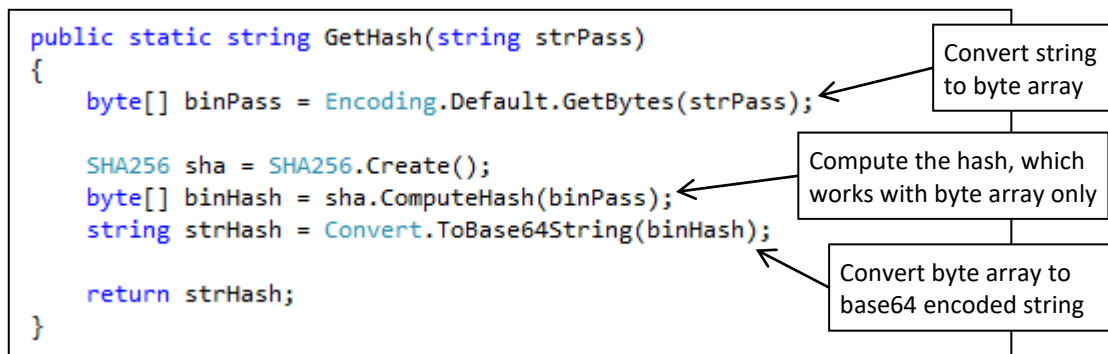 public static string GetHash(string strPass)
{
byte[] binPass = Encoding.Default.GetBytes(strPass);
Convert string
to byte array
SHA256 sha = SHA256.Create();
byte[] binHash = sha.ComputeHash(binPass);
string strHash = Convert.ToBase64String(binHash);
Compute the hash, which
works with byte array only
return strHash;
}
Convert byte array to
base64 encoded string